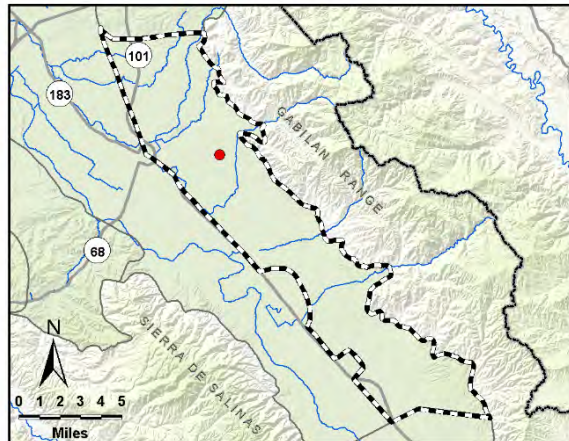 101
183
GABILAN RANGE
68
SIERRA DE SALINAS
N
0 1 2 3 4 5
Miles